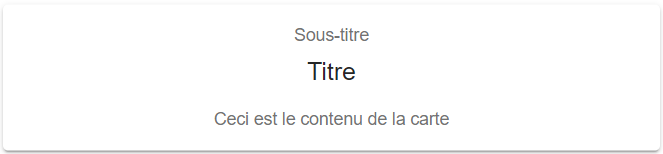 Sous-titre
Titre
Ceci est le contenu de la carte